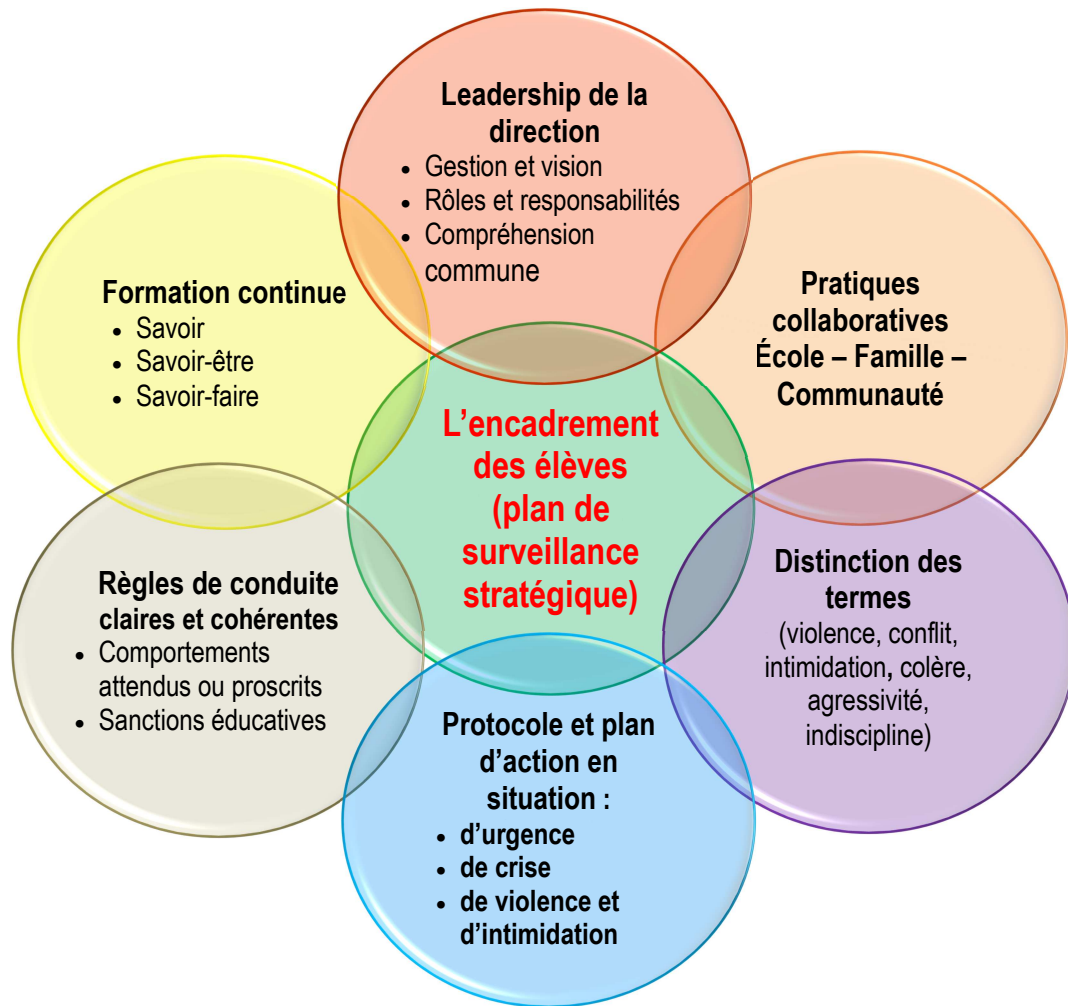 Leadership de la
direction
• Gestion et vision
• Rôles et responsabilités
• Compréhension
commune
Formation continue
• Savoir
• Savoir-être
• Savoir-faire
Pratiques
collaboratives
École – Famille –
Communauté
L’encadrement
des élèves
(plan de
surveillance
stratégique)
Règles de conduite
claires et cohérentes
• Comportements
attendus ou proscrits
• Sanctions éducatives
Distinction des
termes
(violence, conflit,
intimidation, colère,
agressivité,
indiscipline)
Protocole et plan
d’action en
situation :
• d’urgence
• de crise
• de violence et
d’intimidation